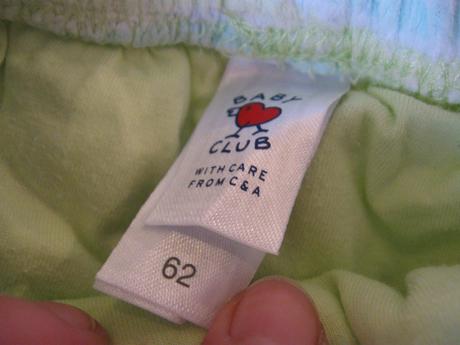 BABY
CLUB
WITH CARE
FROM C&A
62